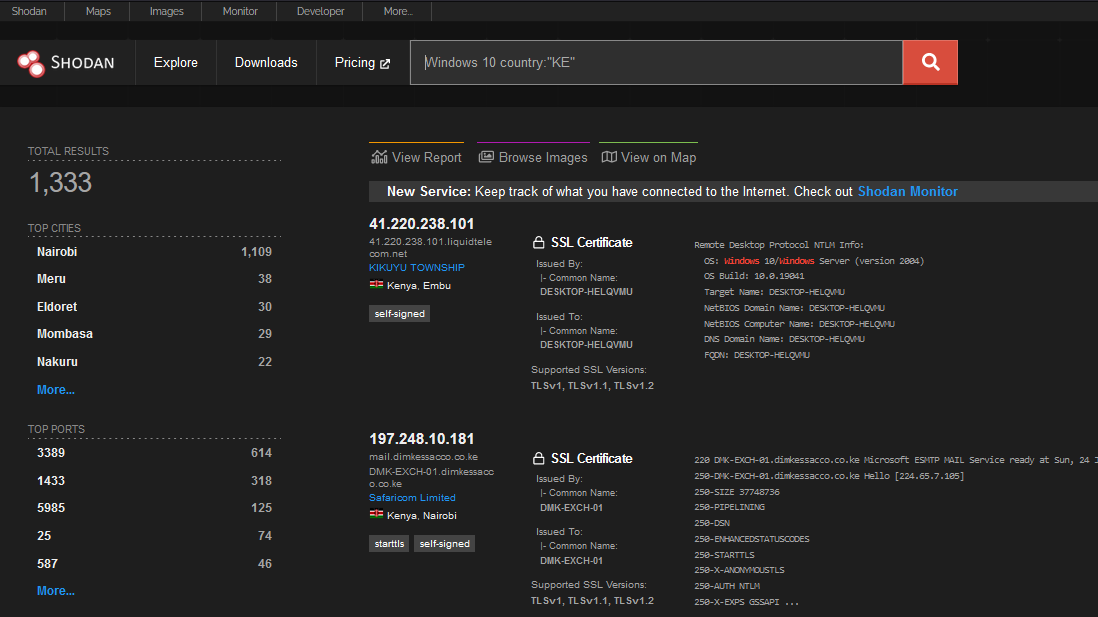 Shodan Maps Images Monitor Developer More...
SHODAN Explore Downloads Pricing Windows 10 country:"KE"
TOTAL RESULTS
1,333
TOP CITIES
Nairobi 1,109
Meru 38
Eldoret 30
Mombasa 29
Nakuru 22
More...
TOP PORTS
3389 614
1433 318
5985 125
25 74
587 46
More...
View Report Browse Images View on Map
New Service: Keep track of what you have connected to the Internet. Check out Shodan Monitor
41.220.238.101
41.220.238.101.liquidtele
com.net
KIKUYU TOWNSHIP
Kenya, Embu
self-signed
SSL Certificate
Issued By:
|- Common Name:
DESKTOP-HELQVMU
Issued To:
|- Common Name:
DESKTOP-HELQVMU
Supported SSL Versions:
TLSv1, TLSv1.1, TLSv1.2
Remote Desktop Protocol NTLM Info:
OS: Windows 10/Windows Server (version 2004)
OS Build: 10.0.19041
Target Name: DESKTOP-HELQVMU
NetBIOS Domain Name: DESKTOP-HELQVMU
NetBIOS Computer Name: DESKTOP-HELQVMU
DNS Domain Name: DESKTOP-HELQVMU
FQDN: DESKTOP-HELQVMU
197.248.10.181
mail.dimkessacco.co.ke
DMK-EXCH-01.dimkessacc
o.co.ke
Safaricom Limited
Kenya, Nairobi
starttls self-signed
SSL Certificate
Issued By:
|- Common Name:
DMK-EXCH-01
Issued To:
|- Common Name:
DMK-EXCH-01
Supported SSL Versions:
TLSv1, TLSv1.1, TLSv1.2
220 DMK-EXCH-01.dimkessacco.co.ke Microsoft ESMTP MAIL Service ready at Sun, 24
250-DMK-EXCH-01.dimkessacco.co.ke Hello [224.65.7.105]
250-SIZE 37748736
250-PIPELINING
250-DSN
250-ENHANCEDSTATUSCODES
250-STARTTLS
250-X-ANONYMOUSTLS
250-AUTH NTLM
250-X-EXPS GSSAPI ...